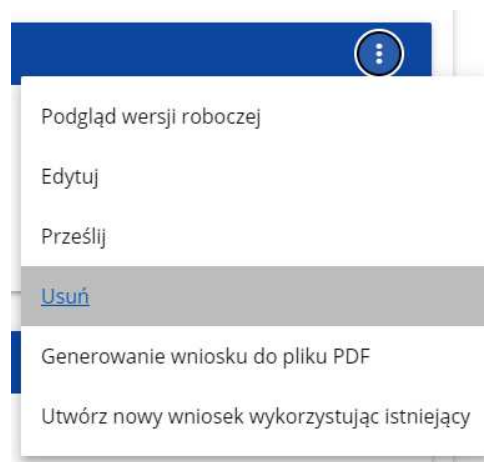 Podgląd wersji roboczej
Edytuj
Prześlij
Usuń
Generowanie wniosku do pliku PDF
Utwórz nowy wniosek wykorzystując istniejący